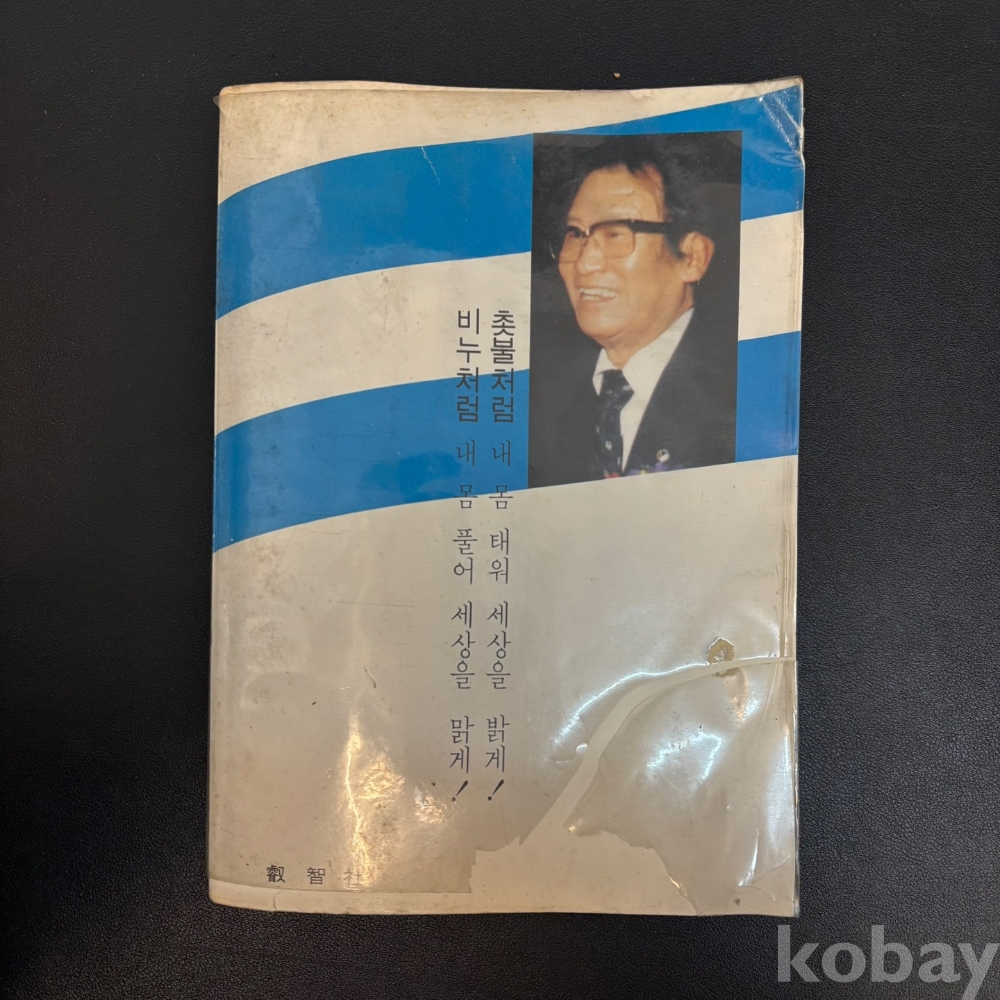 촛불처럼 내 몸 태워 세상을 밝게!
비누처럼 내 몸 풀어 세상을 맑게!
叡智社
kobay